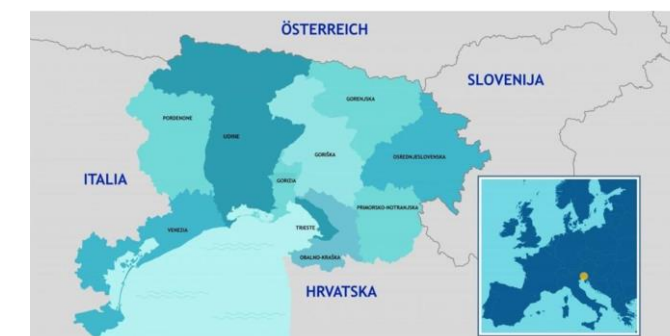 ÖSTERREICH
SLOVENIJA
GORENJSKA
PORDENONE
UDINE
GORIŠKA
OSREDNJESLOVENSKA
ITALIA
GORIZIA
PRIMORSKO-NOTRANJSKA
TRIESTE
VENEZIA
OBALNO-KRAŠKA
HRVATSKA